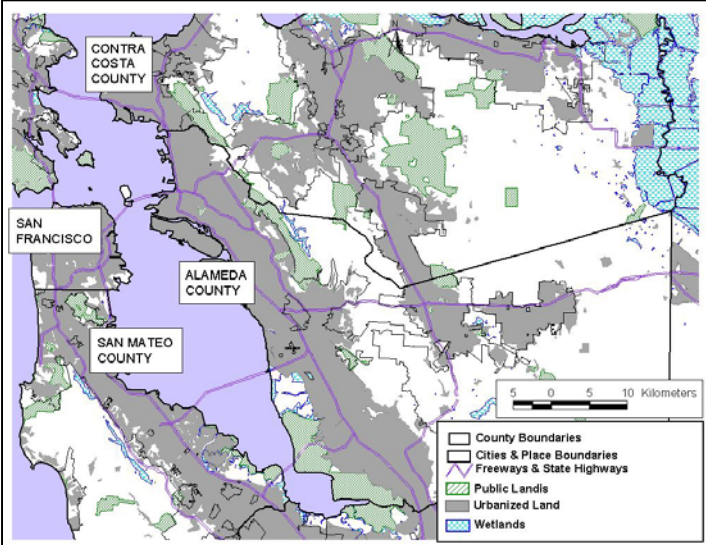 CONTRA
COSTA
COUNTY
SAN
FRANCISCO
ALAMEDA
COUNTY
SAN MATEO
COUNTY
5 0 5 10 Kilometers
County Boundaries
Cities & Place Boundaries
Freeways & State Highways
Public Landis
Urbanized Land
Wetlands